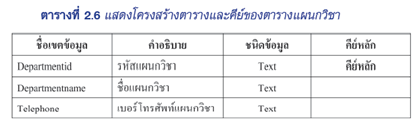 ตารางที่ 2.6 แสดงโครงสร้างตารางและคีย์ของตารางแผนกวิชา
ชื่อเขตข้อมูล คำอธิบาย ชนิดข้อมูล คีย์หลัก
Departmentid รหัสแผนกวิชา Text คีย์หลัก
Departmentname ชื่อแผนกวิชา Text
Telephone เบอร์โทรศัพท์แผนกวิชา Text